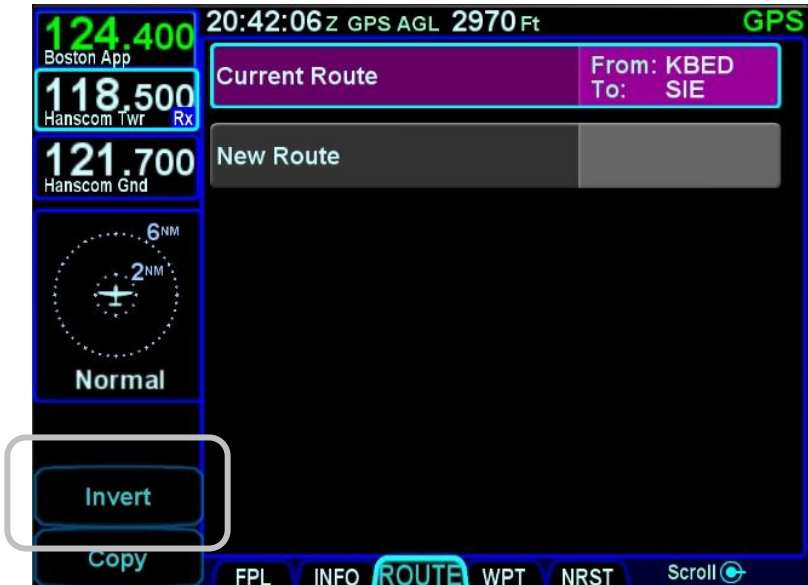 124.400 20:42:06 Z GPS AGL 2970 Ft GPS
Boston App
118.500
Hanscom Twr Rx
121.700
Hanscom Gnd
Current Route From: KBED
To: SIE
New Route
6NM
2NM
Normal
Invert
Copy
FPL INFO ROUTE WPT NRST Scroll